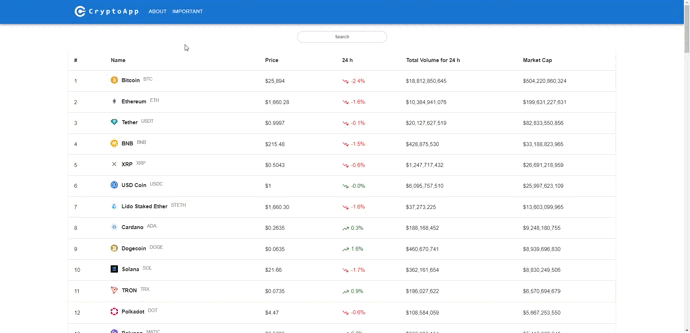 CryptoApp ABOUT IMPORTANT
Search
# Name Price 24 h Total Volume for 24 h Market Cap
1 Bitcoin BTC $25,894 -2.4% $18,812,850,645 $504,220,960,324
2 Ethereum ETH $1,660.28 -1.6% $10,384,941,076 $199,631,227,631
3 Tether USDT $0.9997 -0.1% $20,127,627,519 $82,833,550,856
4 BNB BNB $215.48 -1.5% $428,875,530 $33,188,823,965
5 XRP XRP $0.5043 -0.6% $1,247,717,432 $26,691,218,959
6 USD Coin USDC $1 -0.0% $6,095,757,510 $25,997,623,109
7 Lido Staked Ether STETH $1,660.30 -1.6% $37,273,225 $13,603,099,965
8 Cardano ADA $0.2635 0.3% $188,168,452 $9,248,180,755
9 Dogecoin DOGE $0.0635 1.6% $460,670,741 $8,939,696,830
10 Solana SOL $21.66 -1.7% $362,161,654 $8,830,249,506
11 TRON TRX $0.0735 0.9% $196,027,622 $6,570,694,679
12 Polkadot DOT $4.47 -0.6% $108,584,059 $5,667,253,550
MATIC